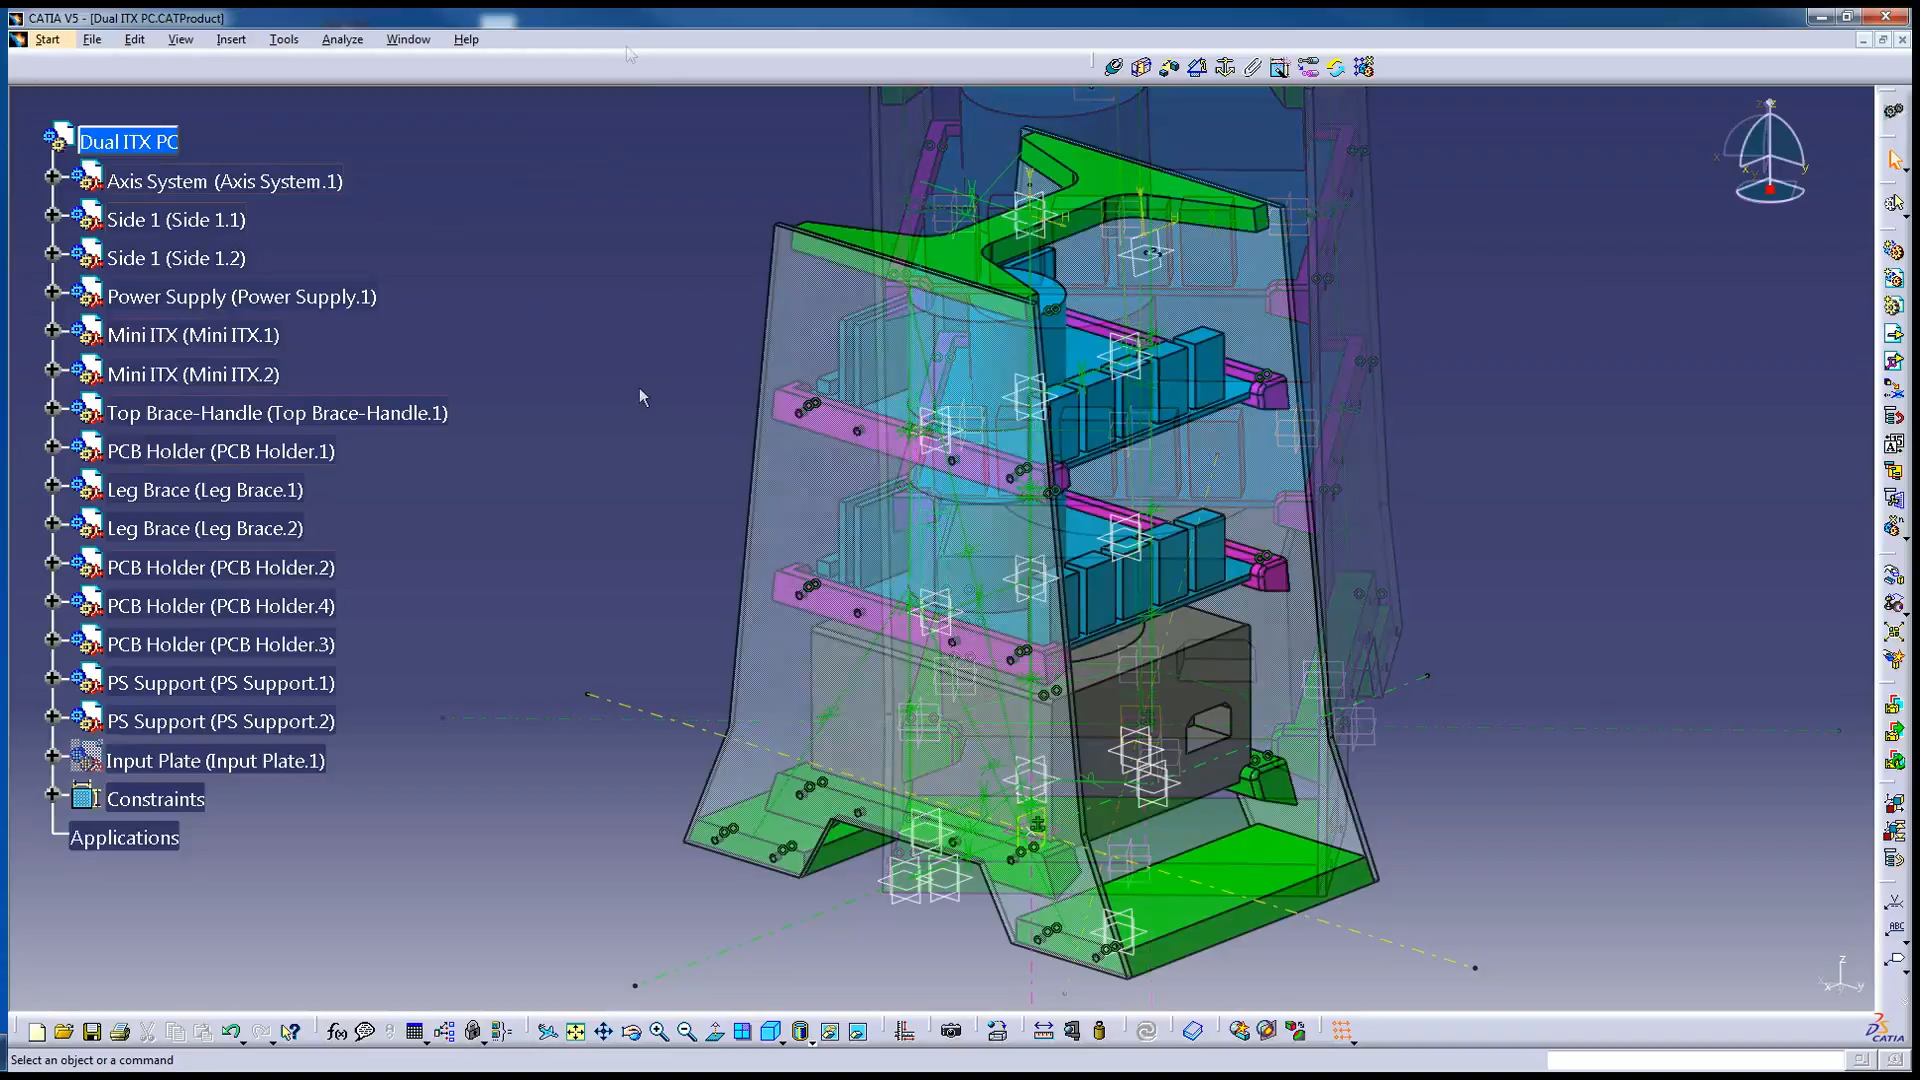 CATIA V5 - [Dual ITX PC.CATProduct]
Start File Edit View Insert Tools Analyze Window Help
Dual ITX PC
Axis System (Axis System.1)
Side 1 (Side 1.1)
Side 1 (Side 1.2)
Power Supply (Power Supply.1)
Mini ITX (Mini ITX.1)
Mini ITX (Mini ITX.2)
Top Brace-Handle (Top Brace-Handle.1)
PCB Holder (PCB Holder.1)
Leg Brace (Leg Brace.1)
Leg Brace (Leg Brace.2)
PCB Holder (PCB Holder.2)
PCB Holder (PCB Holder.4)
PCB Holder (PCB Holder.3)
PS Support (PS Support.1)
PS Support (PS Support.2)
Input Plate (Input Plate.1)
Constraints
Applications
z
x
y
CATIA
Select an object or a command